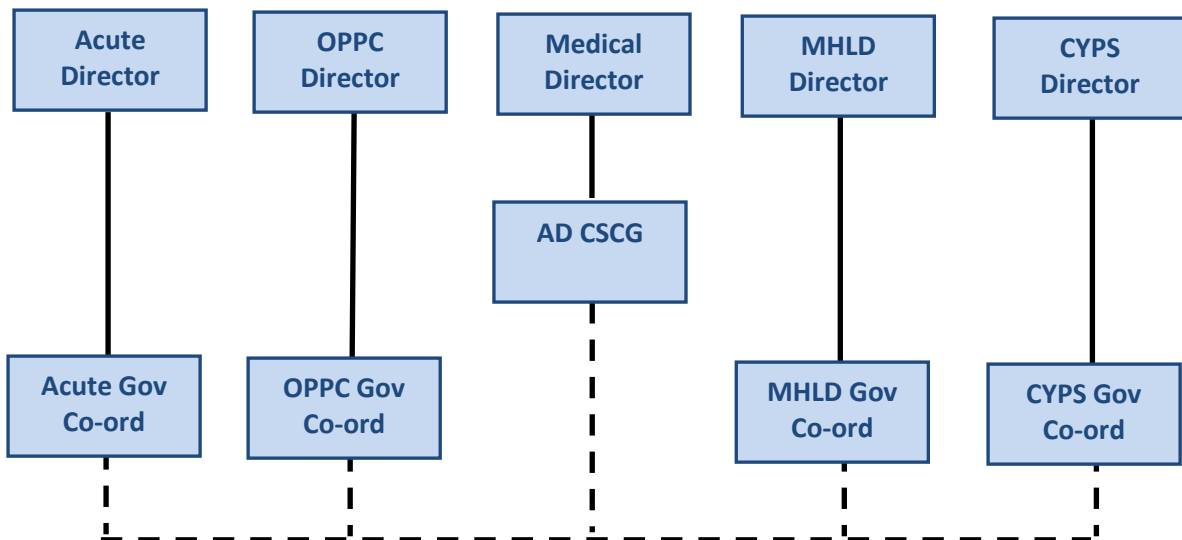 Acute
Director
OPPC
Director
Medical
Director
MHLD
Director
CYPS
Director
AD CSCG
Acute Gov
Co-ord
OPPC Gov
Co-ord
MHLD Gov
Co-ord
CYPS Gov
Co-ord